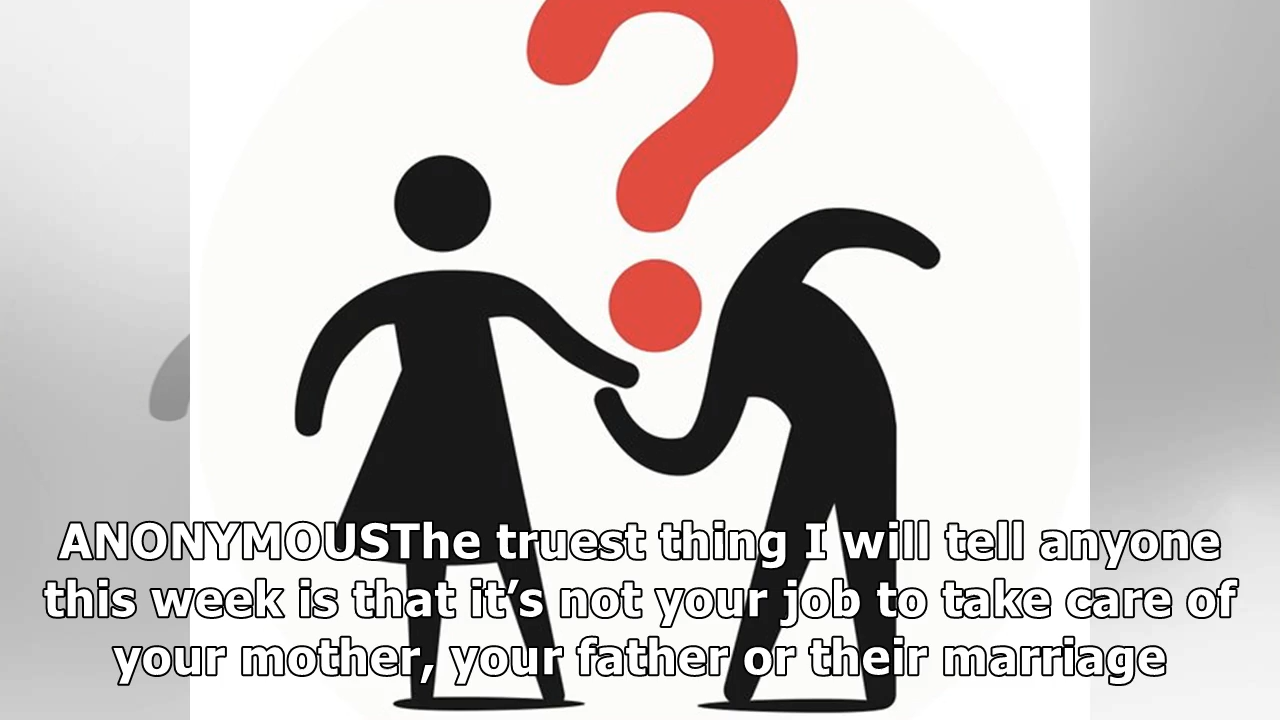 ANONYMOUSThe truest thing I will tell anyone
this week is that it’s not your job to take care of
your mother, your father or their marriage